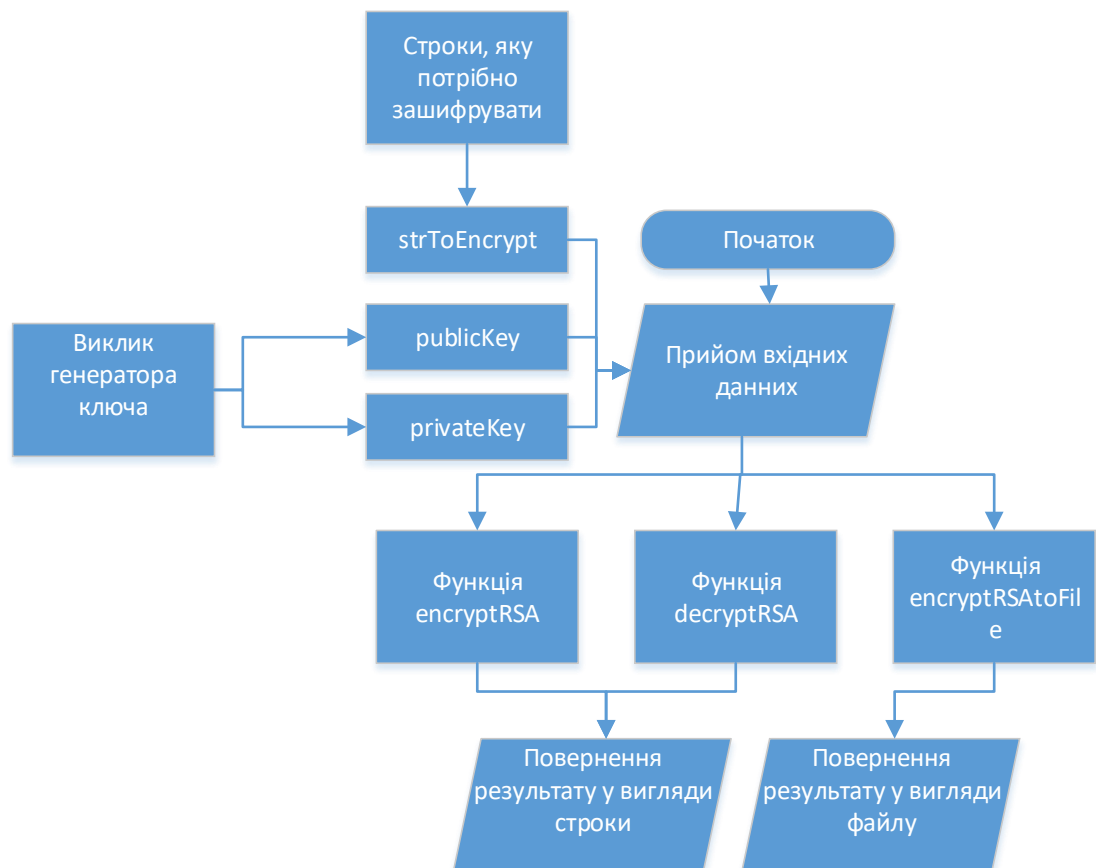 Строки, яку
потрібно
зашифрувати
strToEncrypt
Початок
Виклик
генератора
ключа
publicKey
privateKey
Прийом вхідних
данних
Функція
encryptRSA
Функція
decryptRSA
Функція
encryptRSAtoFil
e
Повернення
результату у вигляди
строки
Повернення
результату у вигляди
файлу